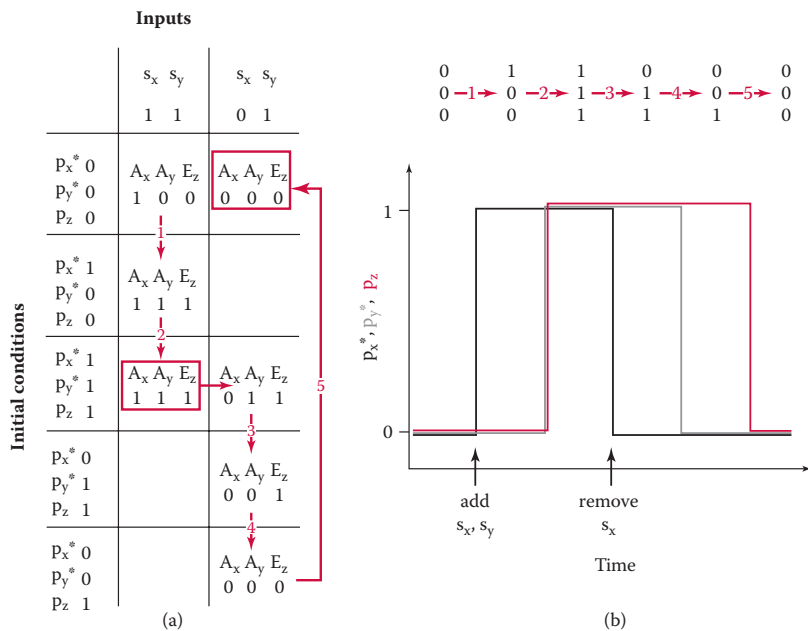 Inputs
s_x s_y
1 1
s_x s_y
0 1
Initial conditions
p_x* 0
p_y* 0
p_z 0
A_x A_y E_z
1 0 0
A_x A_y E_z
0 0 0
1
p_x* 1
p_y* 0
p_z 0
A_x A_y E_z
1 1 1
2
p_x* 1
p_y* 1
p_z 1
A_x A_y E_z
1 1 1
A_x A_y E_z
0 1 1
5
3
p_x* 0
p_y* 1
p_z 1
A_x A_y E_z
0 0 1
4
p_x* 0
p_y* 0
p_z 1
A_x A_y E_z
0 0 0
(a)
0 1 1 0 0 0
0 1 0 2 1 3 1 4 0 5 0
0 0 1 1 1 0
p_x*, p_y*, p_z
1
0
add
s_x, s_y
remove
s_x
Time
(b)